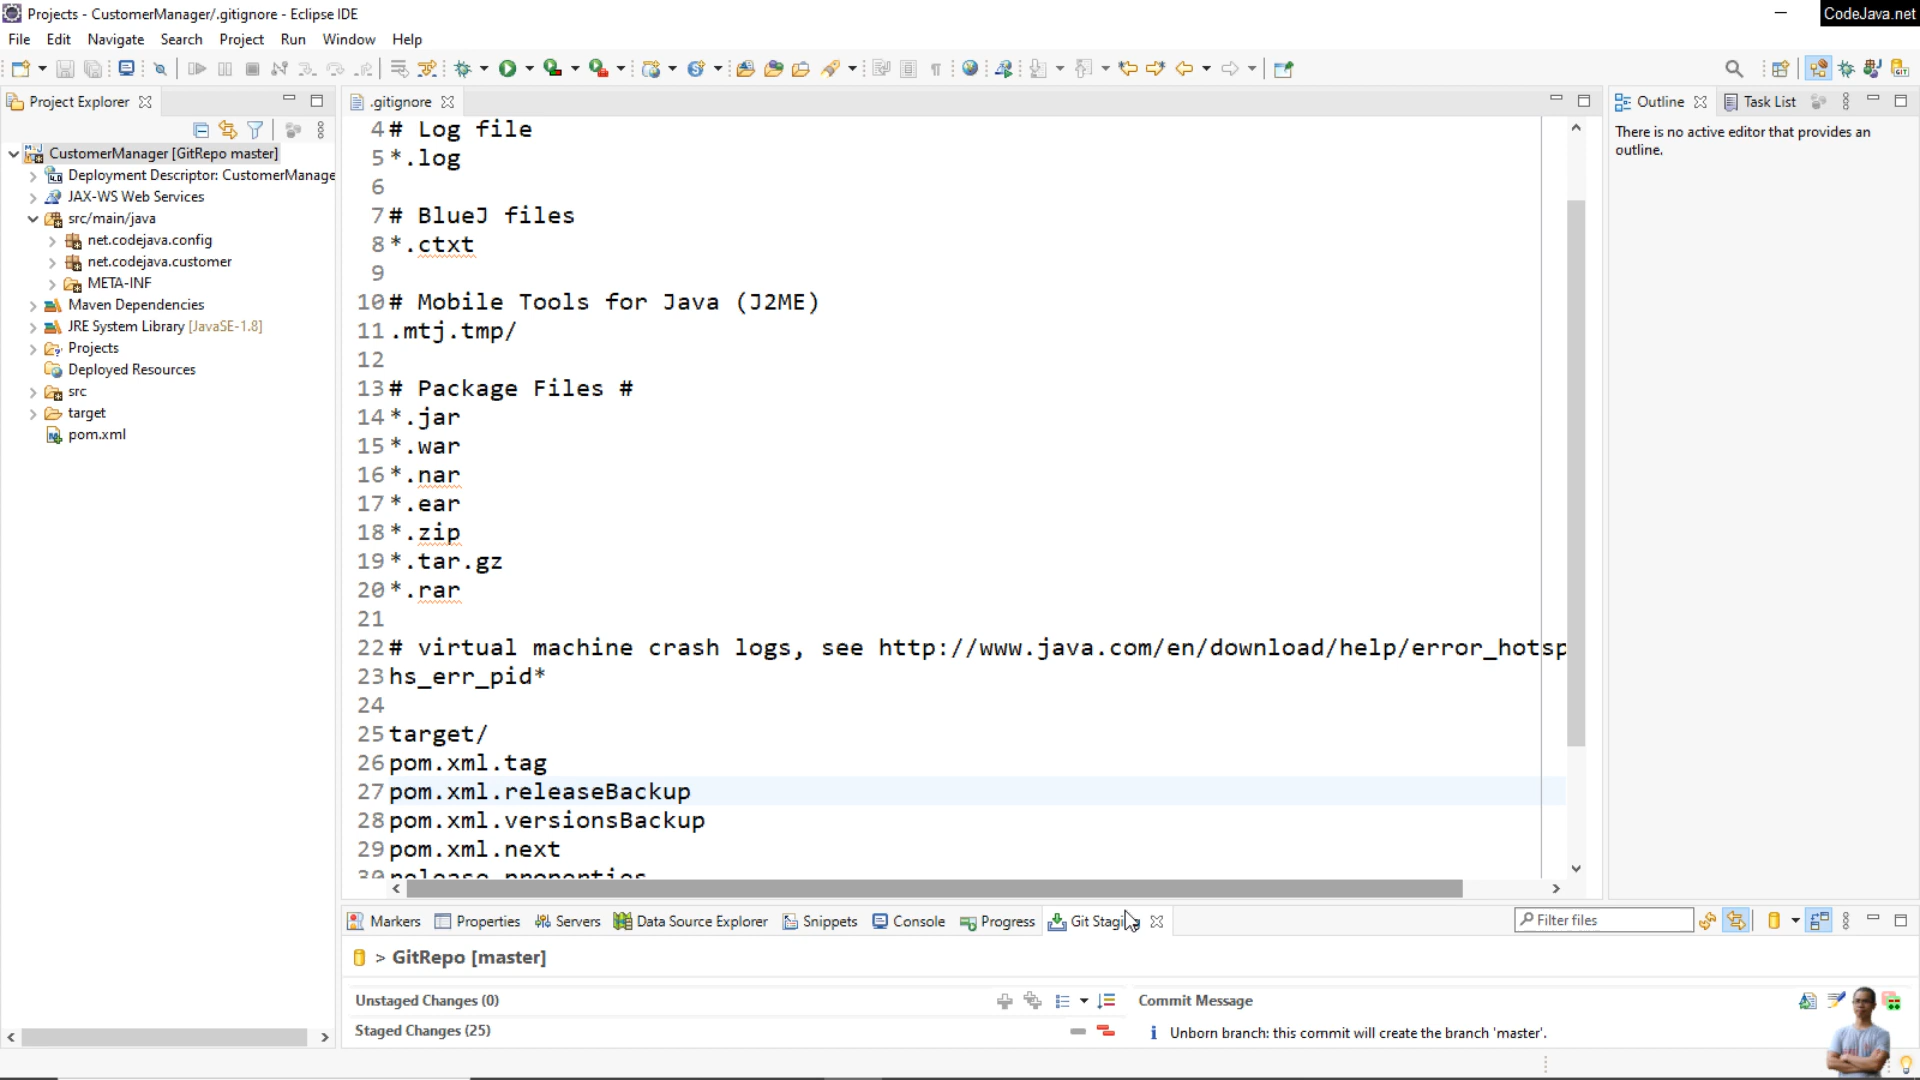 Projects - CustomerManager/.gitignore - Eclipse IDE
CodeJava.net
File Edit Navigate Search Project Run Window Help
Project Explorer
CustomerManager [GitRepo master]
Deployment Descriptor: CustomerManage
JAX-WS Web Services
src/main/java
net.codejava.config
net.codejava.customer
META-INF
Maven Dependencies
JRE System Library [JavaSE-1.8]
Projects
Deployed Resources
src
target
pom.xml
.gitignore
4 # Log file
5 *.log
6
7 # BlueJ files
8 *.ctxt
9
10 # Mobile Tools for Java (J2ME)
11 .mtj.tmp/
12
13 # Package Files #
14 *.jar
15 *.war
16 *.nar
17 *.ear
18 *.zip
19 *.tar.gz
20 *.rar
21
22 # virtual machine crash logs, see http://www.java.com/en/download/help/error_hotsp
23 hs_err_pid*
24
25 target/
26 pom.xml.tag
27 pom.xml.releaseBackup
28 pom.xml.versionsBackup
29 pom.xml.next
30 release.properties
Outline Task List
There is no active editor that provides an
outline.
Markers Properties Servers Data Source Explorer Snippets Console Progress Git Staging
Filter files
> GitRepo [master]
Unstaged Changes (0)
Staged Changes (25)
Commit Message
Unborn branch: this commit will create the branch 'master'.